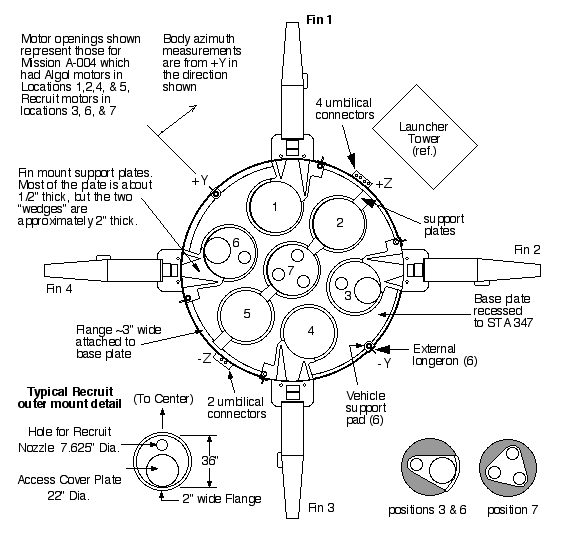 Fin 1
Motor openings shown
represent those for
Mission A-004 which
had Algol motors in
Locations 1,2,4, & 5,
Recruit motors in
locations 3, 6, & 7
Body azimuth
measurements
are from +Y in
the direction
shown
4 umbilical
connectors
Launcher
Tower
(ref.)
Fin mount support plates.
Most of the plate is about
1/2" thick, but the two
"wedges" are
approximately 2" thick.
+Y
+Z
1
2
support
plates
6
7
3
Fin 2
Fin 4
5
4
Base plate
recessed
to STA 347
Flange ~3" wide
attached to
base plate
-Z
-Y
External
longeron (6)
Typical Recruit
outer mount detail
(To Center)
2 umbilical
connectors
Vehicle
support
pad (6)
Hole for Recruit
Nozzle 7.625" Dia.
36"
Access Cover Plate
22" Dia.
2" wide Flange
Fin 3
positions 3 & 6
position 7